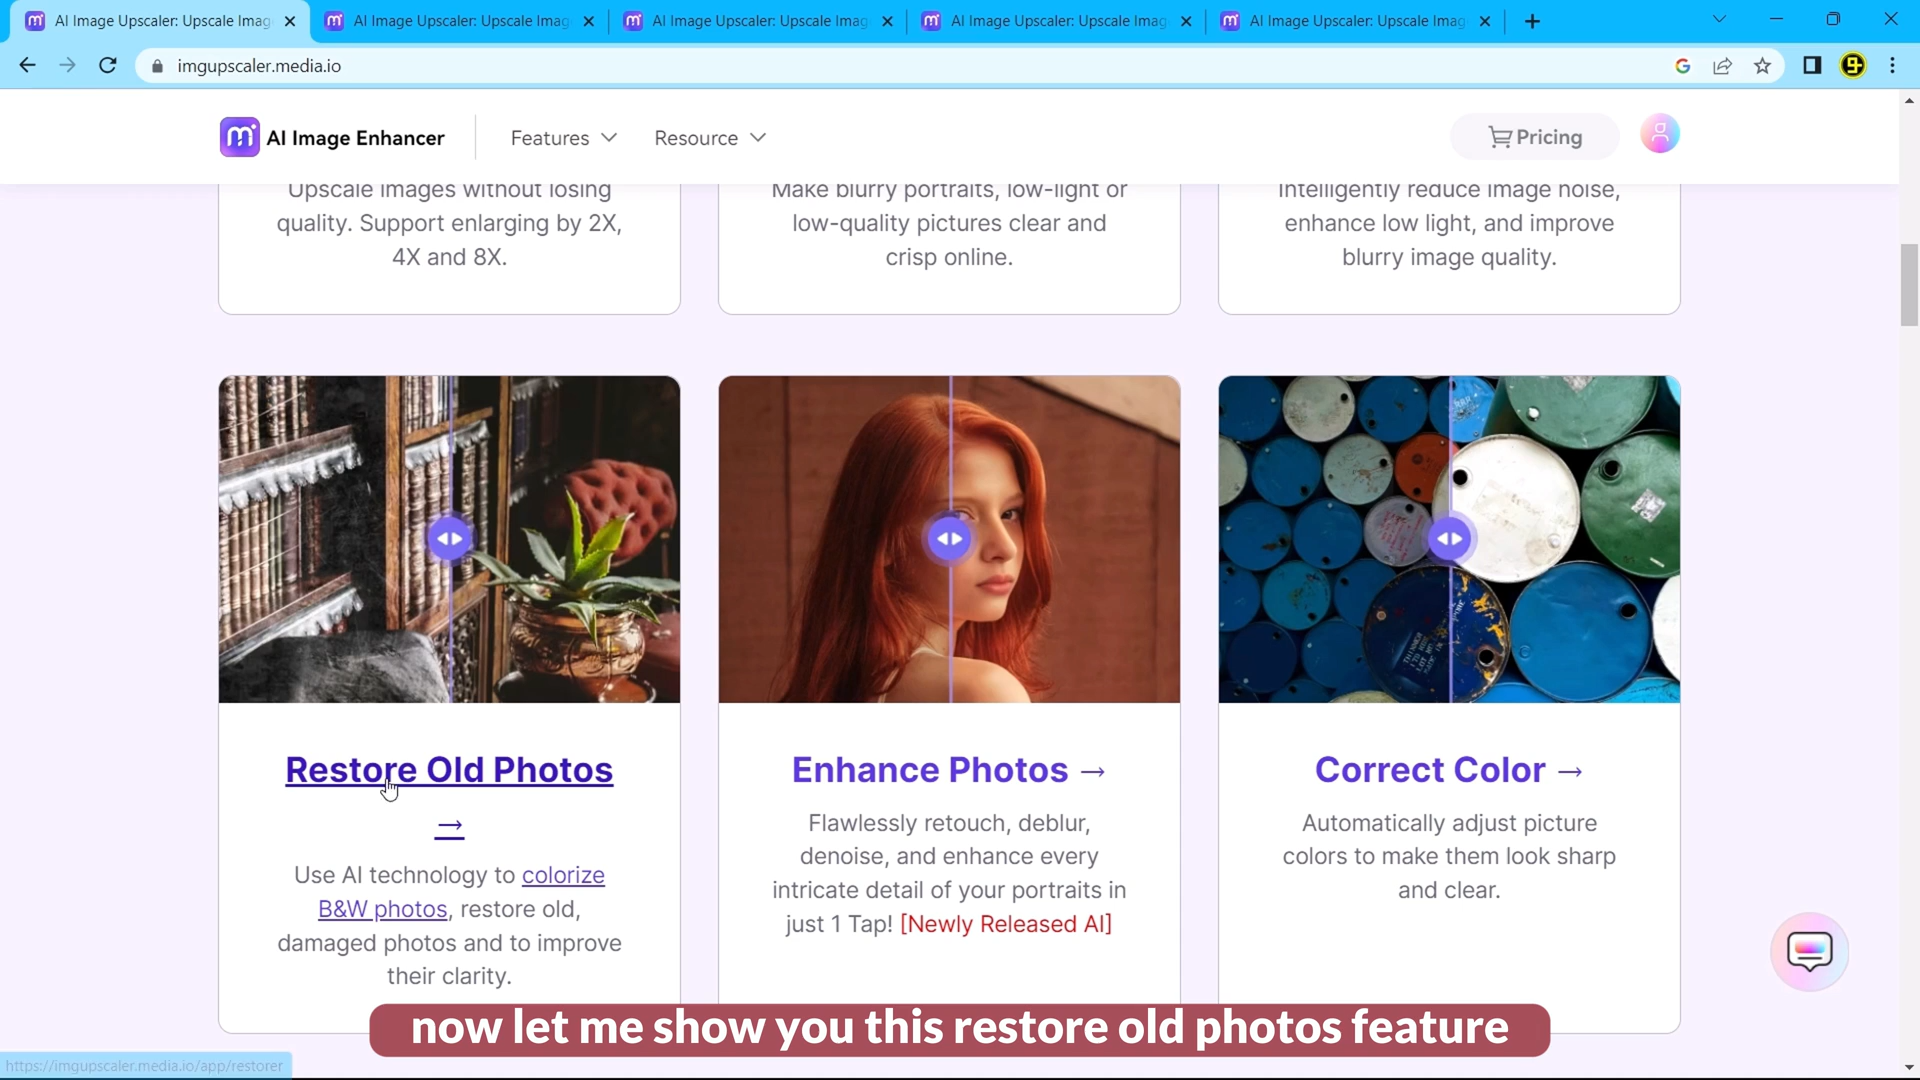 AI Image Upscaler: Upscale Imag
AI Image Upscaler: Upscale Imag
AI Image Upscaler: Upscale Imag
AI Image Upscaler: Upscale Imag
AI Image Upscaler: Upscale Imag
imgupscaler.media.io
AI Image Enhancer
Features
Resource
Pricing
Upscale images without losing
quality. Support enlarging by 2X,
4X and 8X.
Make blurry portraits, low-light or
low-quality pictures clear and
crisp online.
Intelligently reduce image noise,
enhance low light, and improve
blurry image quality.
Restore Old Photos
→
Use AI technology to colorize
B&W photos, restore old,
damaged photos and to improve
their clarity.
Enhance Photos →
Flawlessly retouch, deblur,
denoise, and enhance every
intricate detail of your portraits in
just 1 Tap! [Newly Released AI]
Correct Color →
Automatically adjust picture
colors to make them look sharp
and clear.
now let me show you this restore old photos feature
https://imgupscaler.media.io/app/restorer